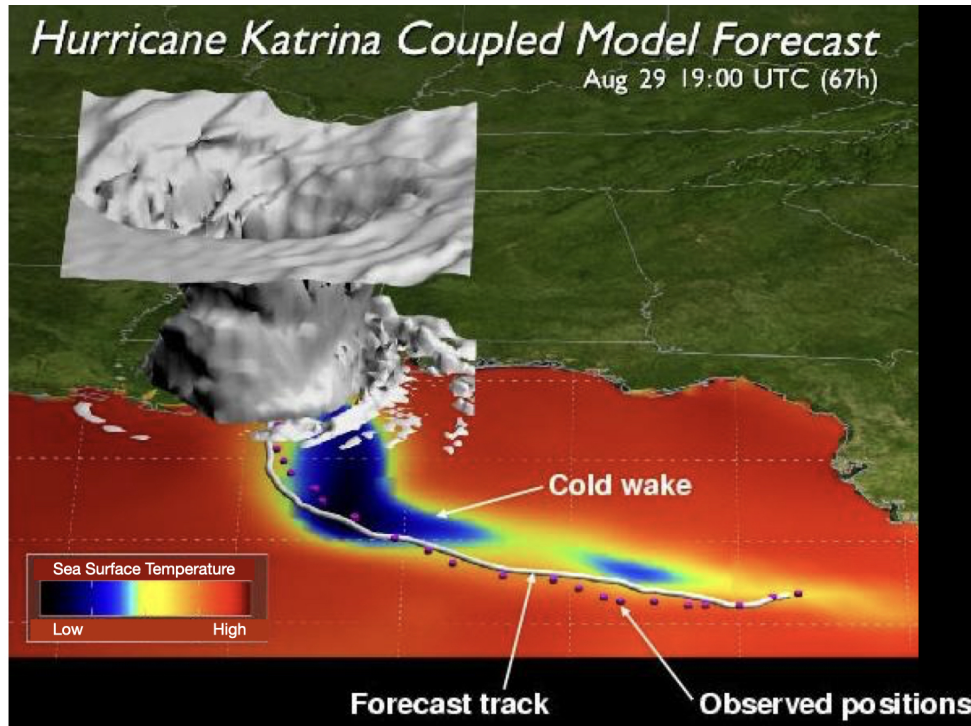 Hurricane Katrina Coupled Model Forecast
Aug 29 19:00 UTC (67h)
Cold wake
Sea Surface Temperature
Low High
Forecast track Observed positions